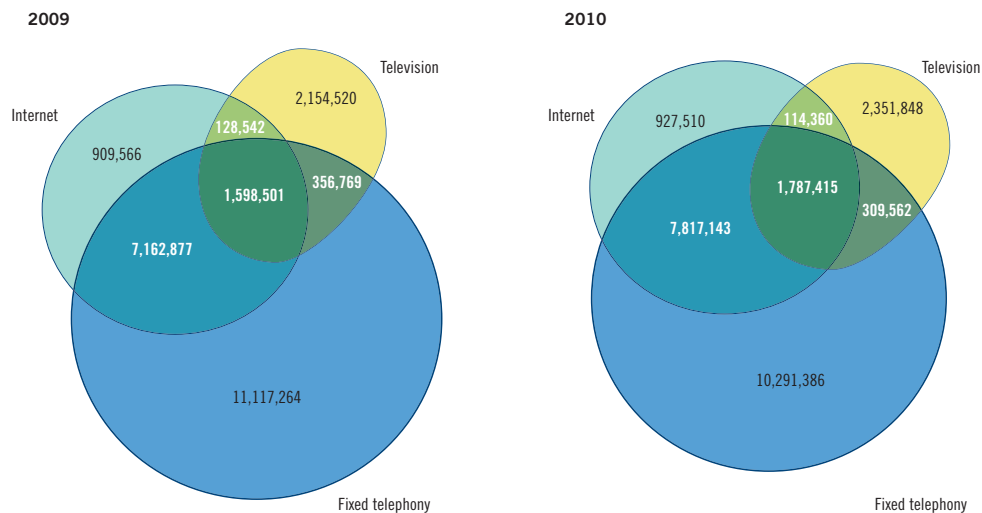 2009
Television
2,154,520
Internet
128,542
909,566
356,769
1,598,501
7,162,877
11,117,264
Fixed telephony
2010
Television
2,351,848
Internet
927,510
114,360
1,787,415
309,562
7,817,143
10,291,386
Fixed telephony